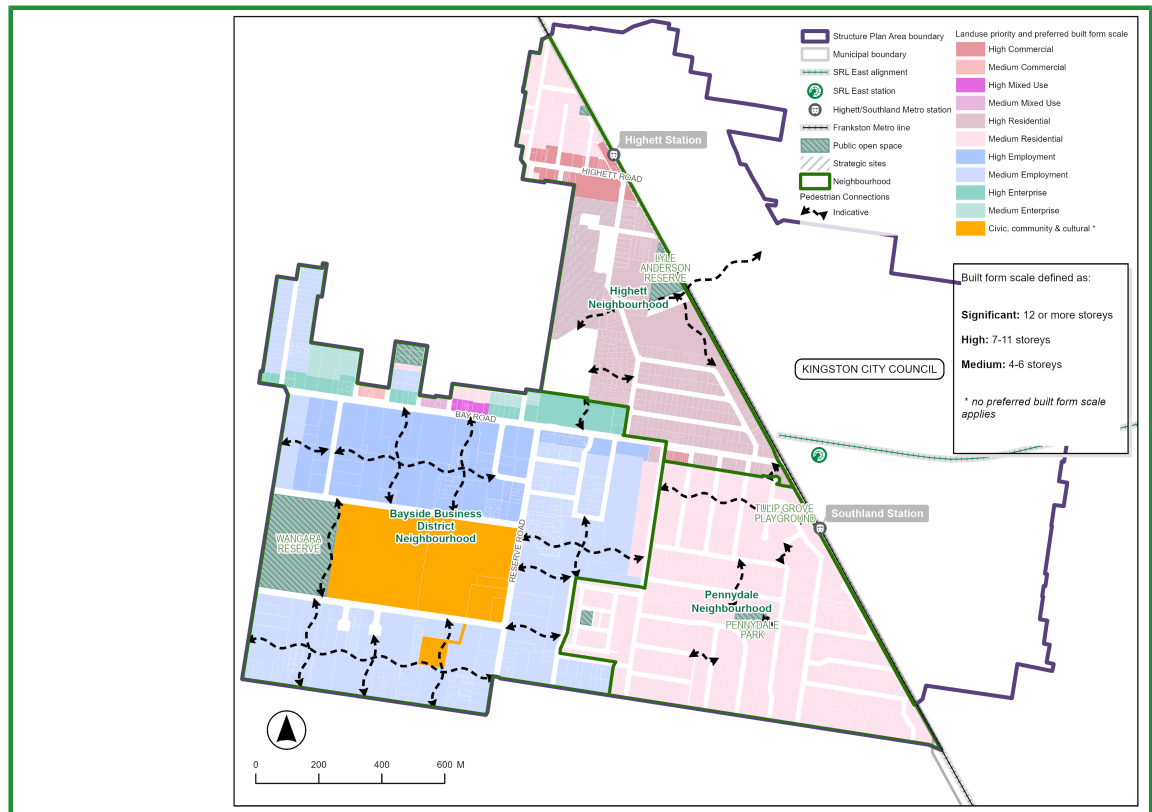 Structure Plan Area boundary
Municipal boundary
SRL East alignment
SRL East station
Highett/Southland Metro station
Frankston Metro line
Public open space
Strategic sites
Neighbourhood
Pedestrian Connections
Indicative
Landuse priority and preferred built form scale
High Commercial
Medium Commercial
High Mixed Use
Medium Mixed Use
High Residential
Medium Residential
High Employment
Medium Employment
High Enterprise
Medium Enterprise
Civic, community & cultural *
Built form scale defined as:
Significant: 12 or more storeys
High: 7-11 storeys
Medium: 4-6 storeys
* no preferred built form scale
applies
Highett Station
HIGHETT ROAD
LYLE
ANDERSON
RESERVE
Highett
Neighbourhood
KINGSTON CITY COUNCIL
BAY ROAD
Bayside Business
District
Neighbourhood
WANGARA
RESERVE
RESERVE ROAD
TULIP GROVE
PLAYGROUND
Southland Station
Pennydale
Neighbourhood
PENNYDALE
PARK
0 200 400 600 M